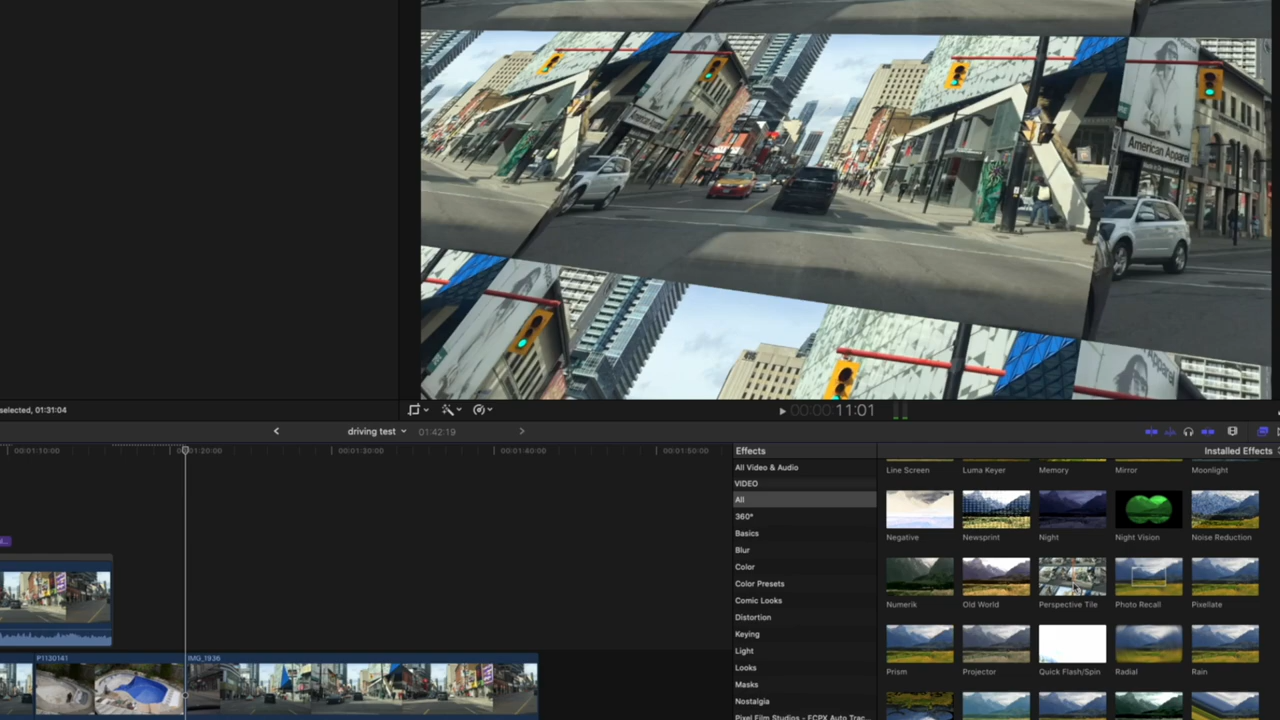 American Apparel
American Apparel
selected, 01:31:04
00:00:11:01
driving test
01:42:19
00:01:10:00
0:01:20:00
00:01:30:00
00:01:40:00
00:01:50:00
Effects
Installed Effects
All Video & Audio
VIDEO
All
360°
Basics
Blur
Color
Color Presets
Comic Looks
Distortion
Keying
Light
Looks
Masks
Nostalgia
Pixel Film Studios - FCPX Auto Trac...
Line Screen
Luma Keyer
Memory
Mirror
Moonlight
Negative
Newsprint
Night
Night Vision
Noise Reduction
Numerik
Old World
Perspective Tile
Photo Recall
Pixellate
Prism
Projector
Quick Flash/Spin
Radial
Rain
P1130141
IMG_1936